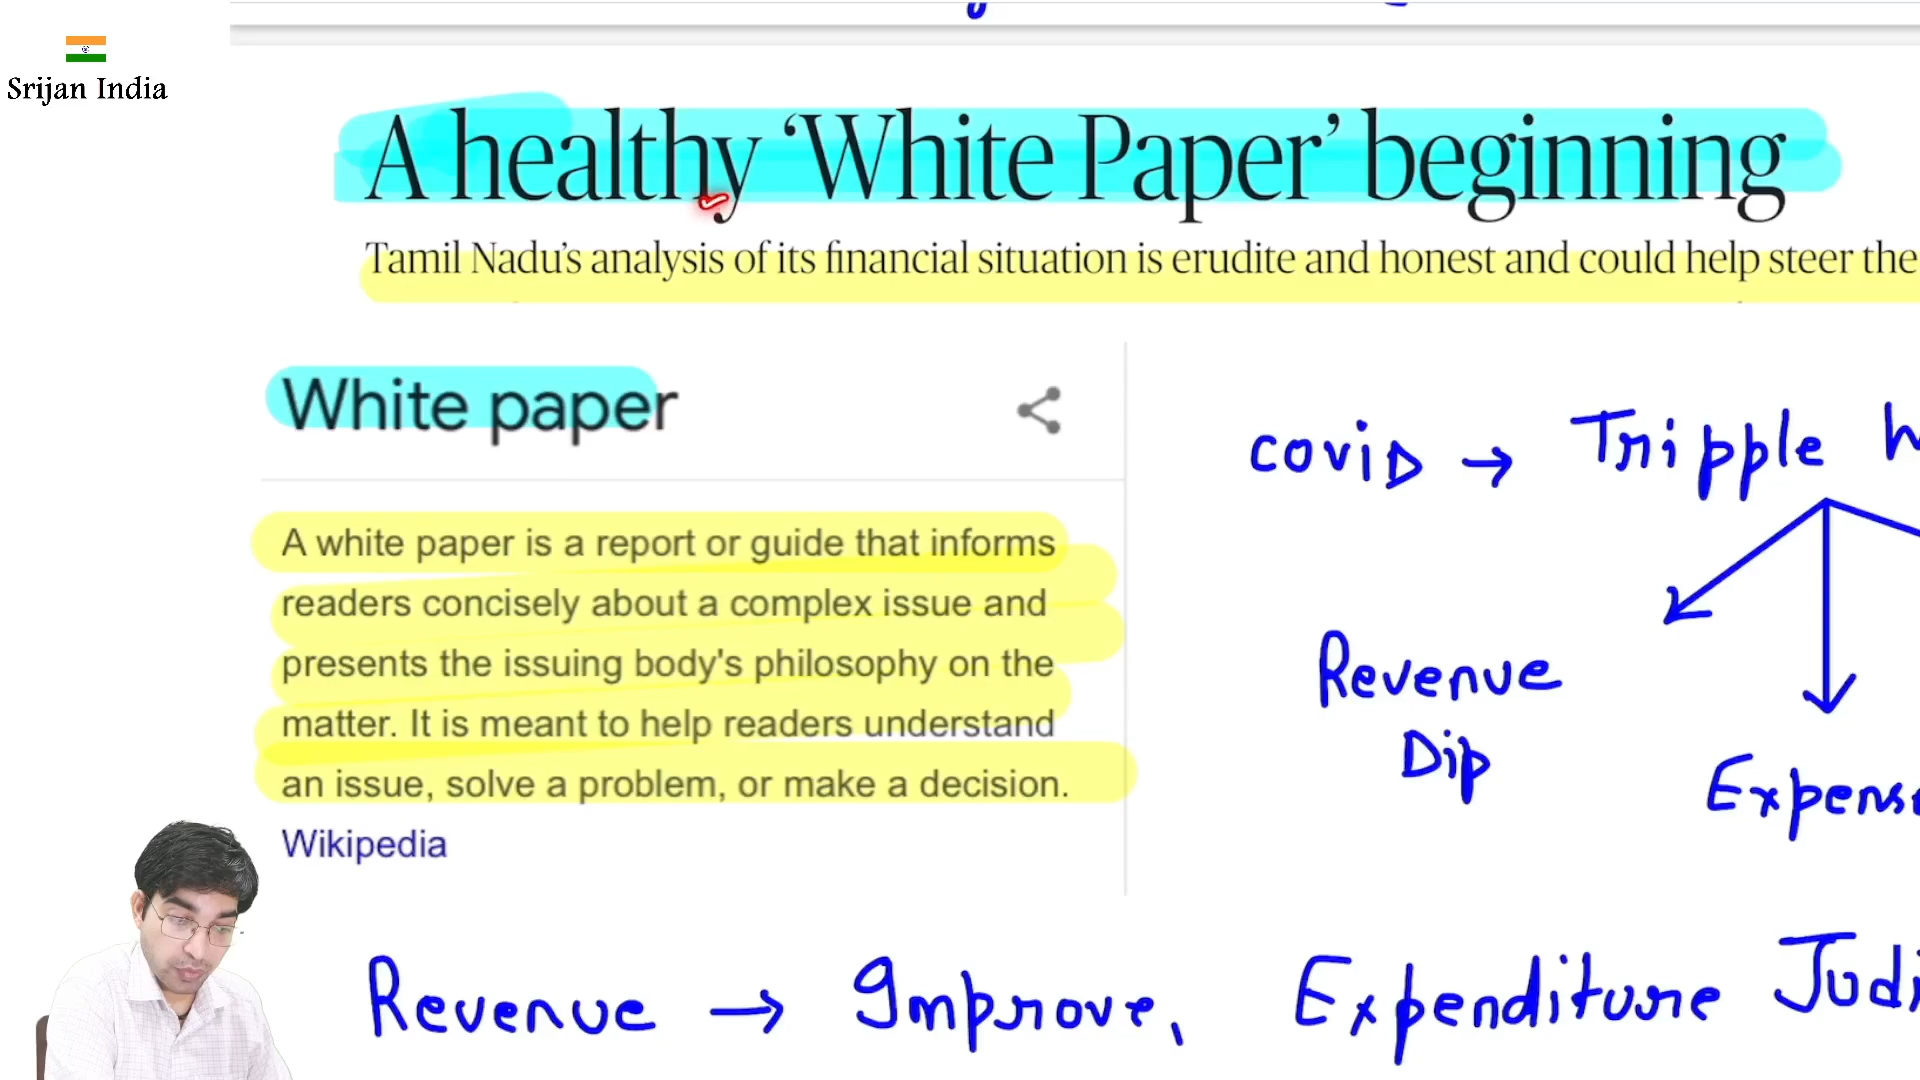 Srijan India
A healthy ‘White Paper’ beginning
Tamil Nadu’s analysis of its financial situation is erudite and honest and could help steer the
White paper
A white paper is a report or guide that informs
readers concisely about a complex issue and
presents the issuing body's philosophy on the
matter. It is meant to help readers understand
an issue, solve a problem, or make a decision.
Wikipedia
covid → Tripple
Revenue
Dip
Expense
Revenue → Improve, Expenditure